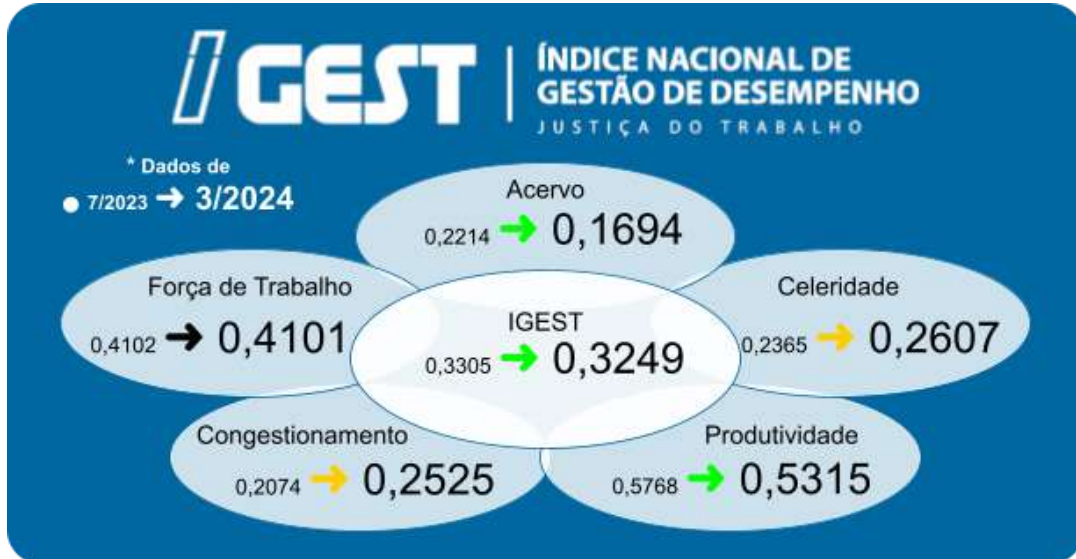 IGEST
ÍNDICE NACIONAL DE
GESTÃO DE DESEMPENHO
JUSTIÇA DO TRABALHO
* Dados de
7/2023 → 3/2024
Acervo
0,2214 → 0,1694
Força de Trabalho
0,4102 → 0,4101
IGEST
0,3305 → 0,3249
Celeridade
0,2365 → 0,2607
Congestionamento
0,2074 → 0,2525
Produtividade
0,5768 → 0,5315